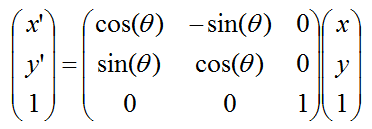 x' cos(θ) −sin(θ) 0 x
y' = sin(θ) cos(θ) 0 y
1 0 0 1 1